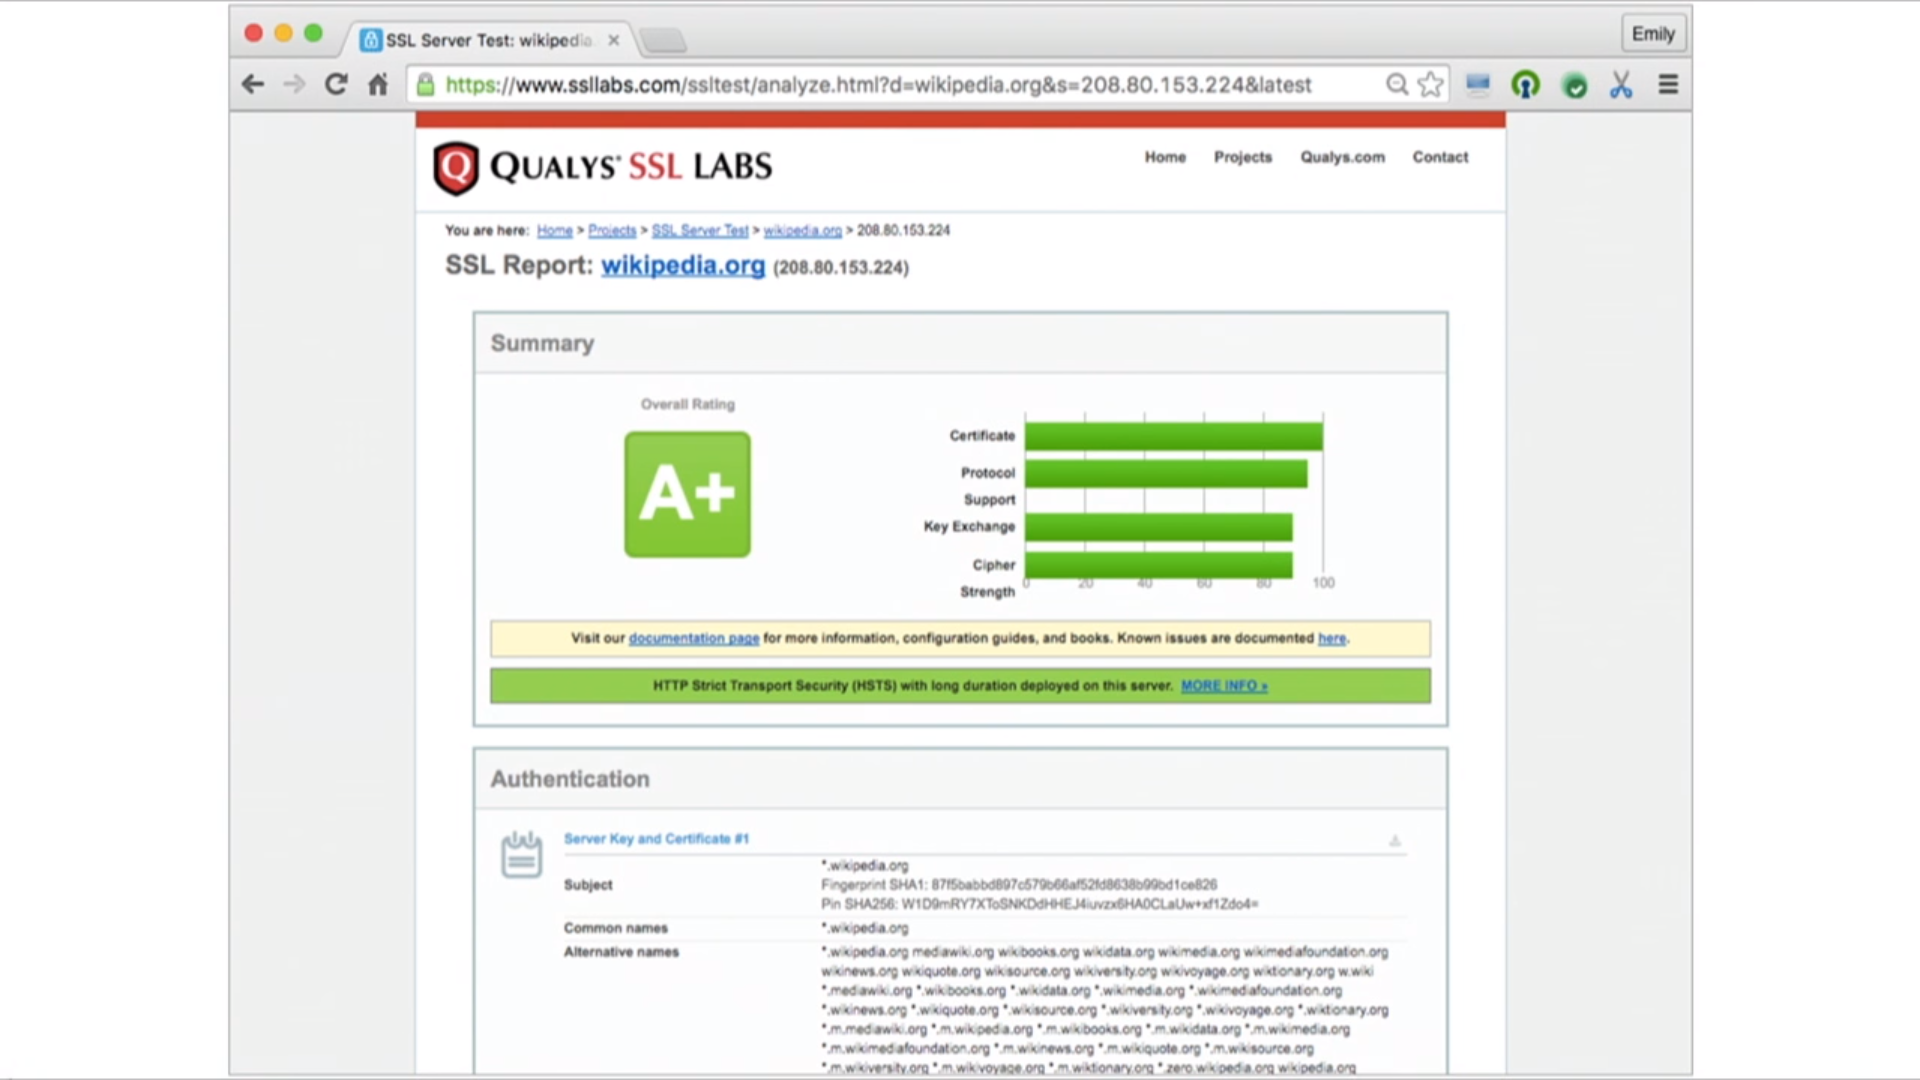 SSL Server Test: wikipedia
Emily
https://www.ssllabs.com/ssltest/analyze.html?d=wikipedia.org&s=208.80.153.224&latest
QUALYS® SSL LABS
Home Projects Qualys.com Contact
You are here: Home > Projects > SSL Server Test > wikipedia.org > 208.80.153.224
SSL Report: wikipedia.org (208.80.153.224)
Summary
Overall Rating
A+
Certificate
Protocol
Support
Key Exchange
Cipher
Strength
0 20 40 60 80 100
Visit our documentation page for more information, configuration guides, and books. Known issues are documented here.
HTTP Strict Transport Security (HSTS) with long duration deployed on this server. MORE INFO »
Authentication
Server Key and Certificate #1
Subject
*.wikipedia.org
Fingerprint SHA1: 87f5babbd897c579b66af52fd8638b99bd1ce826
Pin SHA256: W1D9mRY7XToSNKDdHHEJ4iuvzx6HA0CLaUw+xf1Zdo4=
Common names *.wikipedia.org
Alternative names
*.wikipedia.org mediawiki.org wikibooks.org wikidata.org wikimedia.org wikimediafoundation.org
wikinews.org wikiquote.org wikisource.org wikiversity.org wikivoyage.org wiktionary.org w.wiki
*.mediawiki.org *.wikibooks.org *.wikidata.org *.wikimedia.org *.wikimediafoundation.org
*.wikinews.org *.wikiquote.org *.wikisource.org *.wikiversity.org *.wikivoyage.org *.wiktionary.org
*.m.mediawiki.org *.m.wikipedia.org *.m.wikibooks.org *.m.wikidata.org *.m.wikimedia.org
*.m.wikimediafoundation.org *.m.wikinews.org *.m.wikiquote.org *.m.wikisource.org
*.m.wikiversity.org *.m.wikivoyage.org *.m.wiktionary.org *.zero.wikipedia.org wikipedia.org